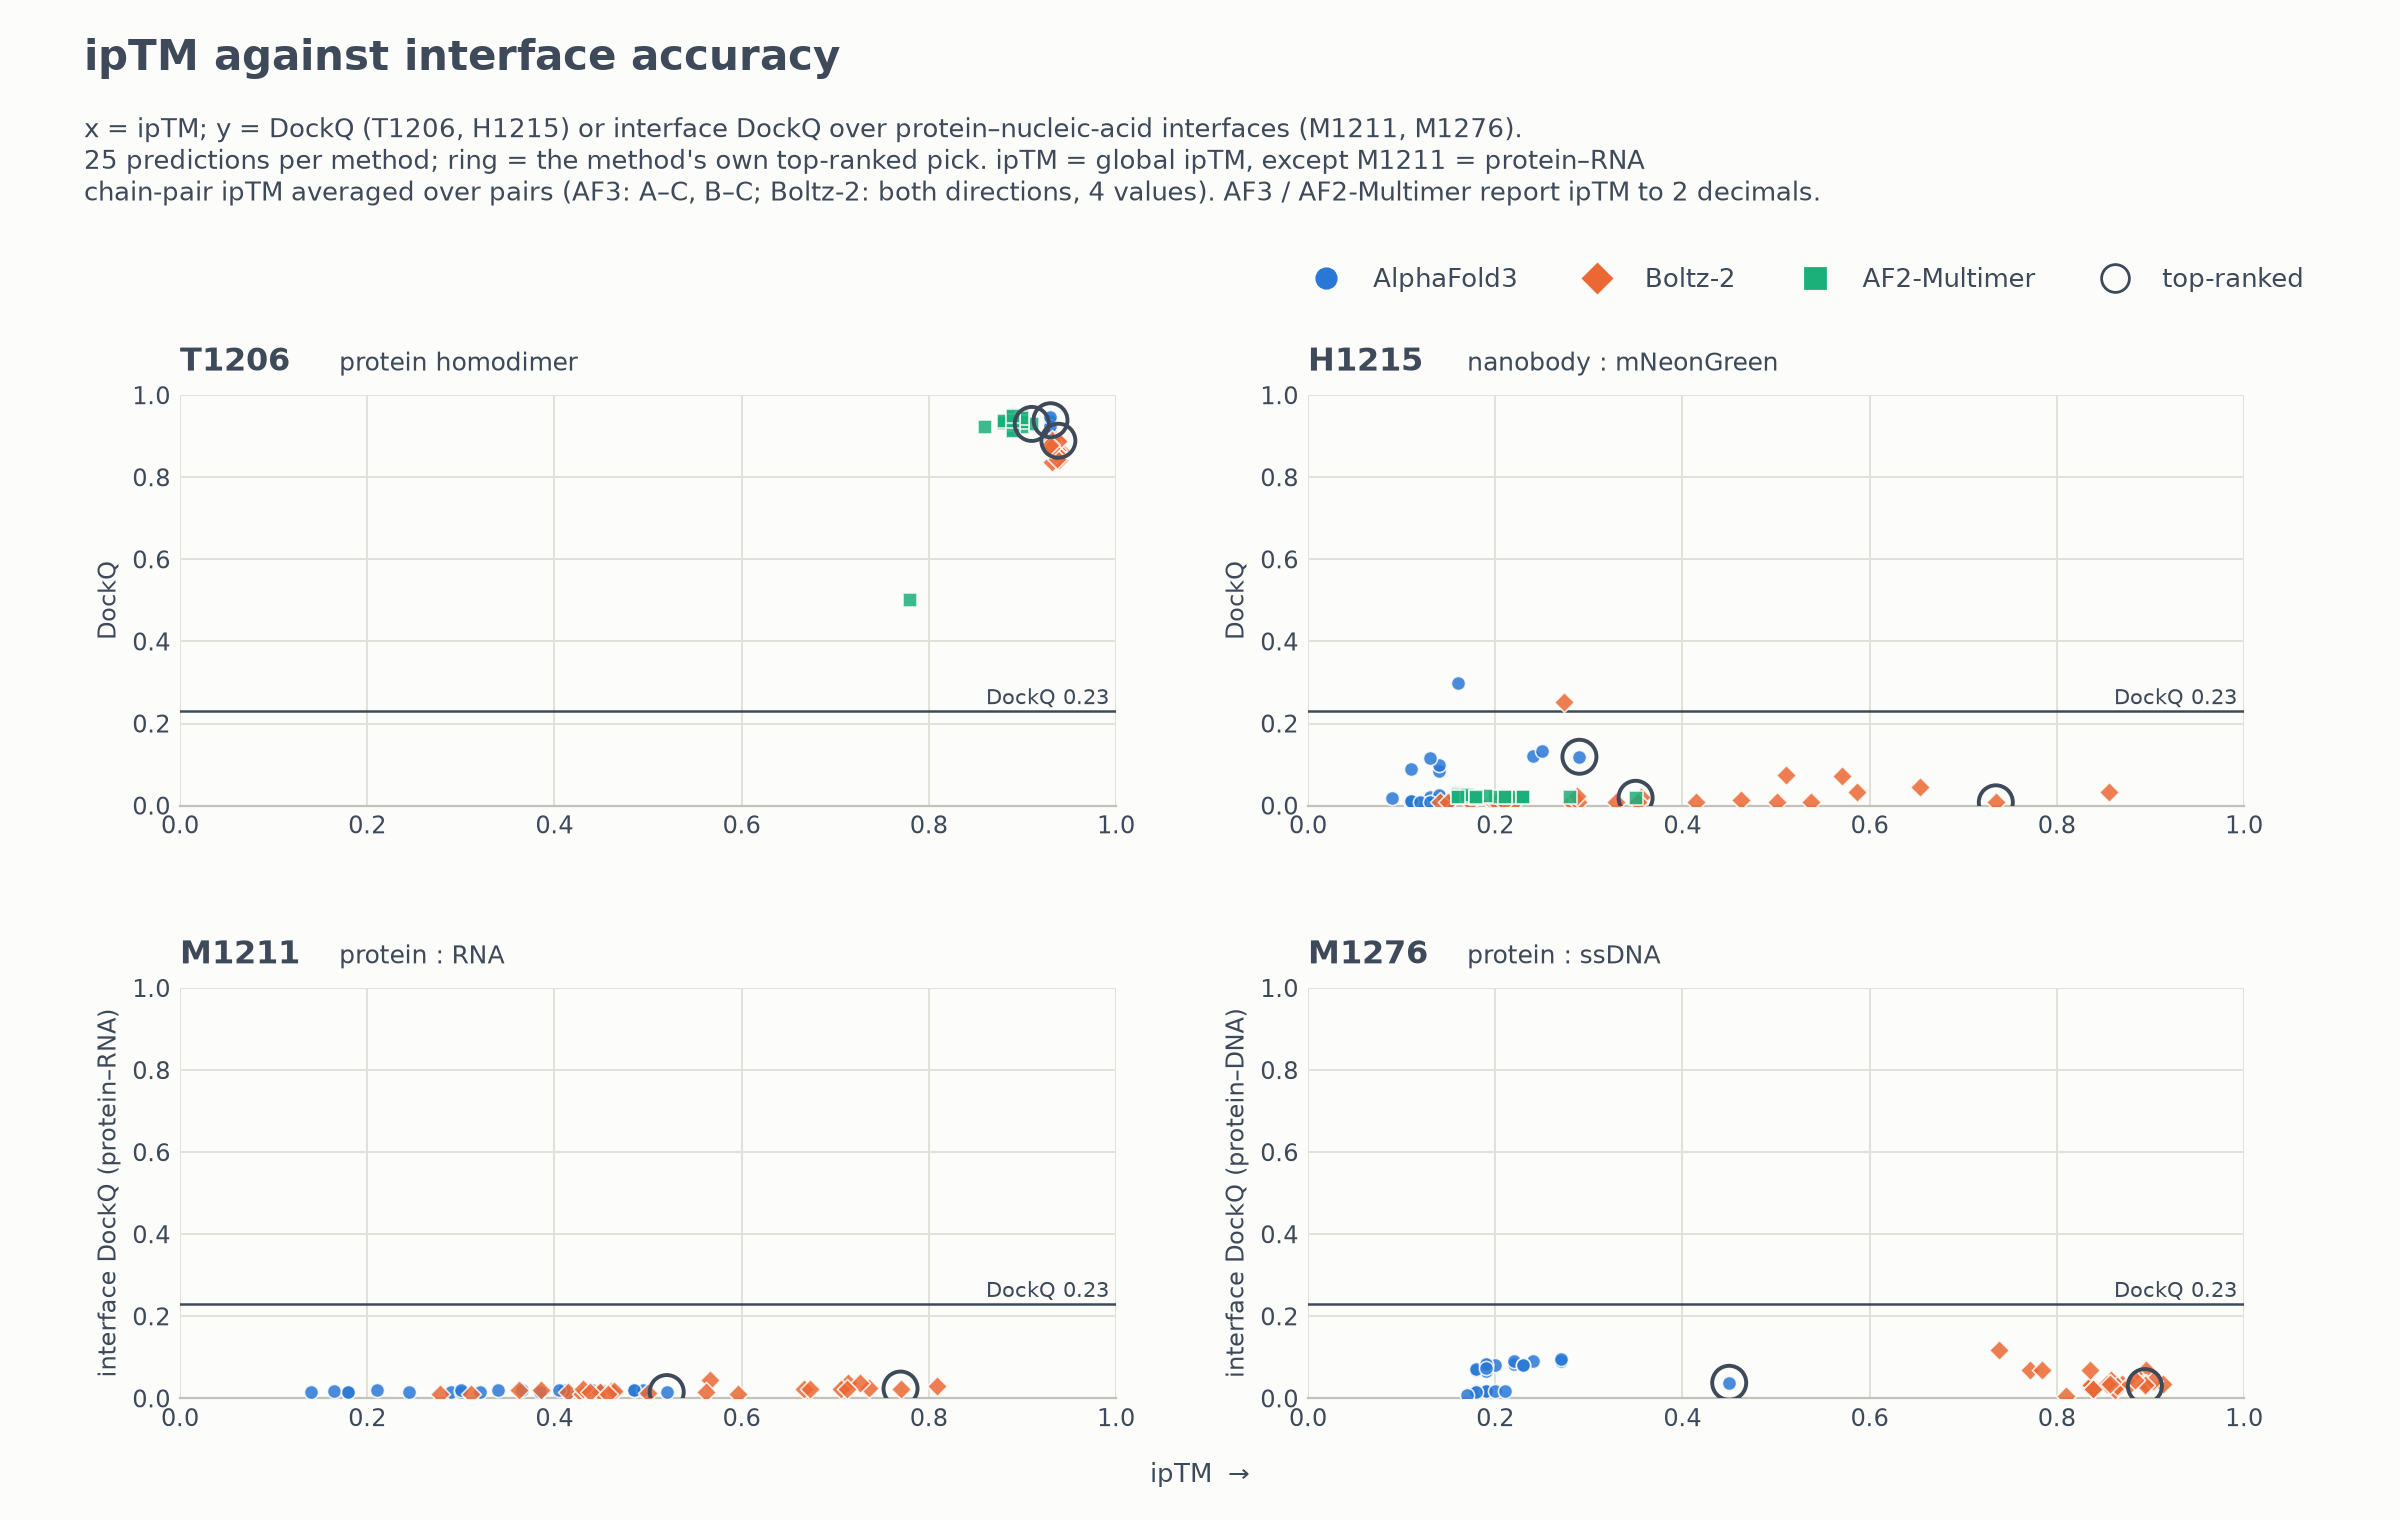 ipTM against interface accuracy
x = ipTM; y = DockQ (T1206, H1215) or interface DockQ over protein–nucleic-acid interfaces (M1211, M1276).
25 predictions per method; ring = the method's own top-ranked pick. ipTM = global ipTM, except M1211 = protein–RNA
chain-pair ipTM averaged over pairs (AF3: A–C, B–C; Boltz-2: both directions, 4 values). AF3 / AF2-Multimer report ipTM to 2 decimals.
AlphaFold3 Boltz-2 AF2-Multimer top-ranked
T1206 protein homodimer
1.0
0.8
0.6
0.4
0.2
0.0
DockQ
DockQ 0.23
0.0 0.2 0.4 0.6 0.8 1.0
H1215 nanobody : mNeonGreen
1.0
0.8
0.6
0.4
0.2
0.0
DockQ
DockQ 0.23
0.0 0.2 0.4 0.6 0.8 1.0
M1211 protein : RNA
1.0
0.8
0.6
0.4
0.2
0.0
interface DockQ (protein–RNA)
DockQ 0.23
0.0 0.2 0.4 0.6 0.8 1.0
M1276 protein : ssDNA
1.0
0.8
0.6
0.4
0.2
0.0
interface DockQ (protein–DNA)
DockQ 0.23
0.0 0.2 0.4 0.6 0.8 1.0
ipTM →